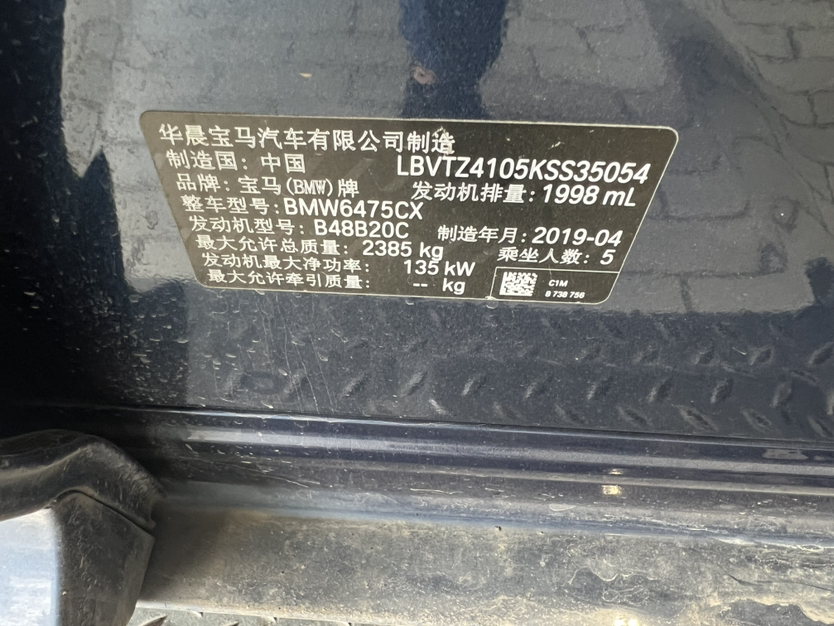 华晨宝马汽车有限公司制造
制造国: 中国 LBVTZ4105KSS35054
品牌: 宝马(BMW)牌 发动机排量: 1998 mL
整车型号: BMW6475CX
发动机型号: B48B20C 制造年月: 2019-04
最大允许总质量: 2385 kg 乘坐人数: 5
发动机最大净功率: 135 kW
最大允许牵引质量: -- kg
C1M
8 738 756